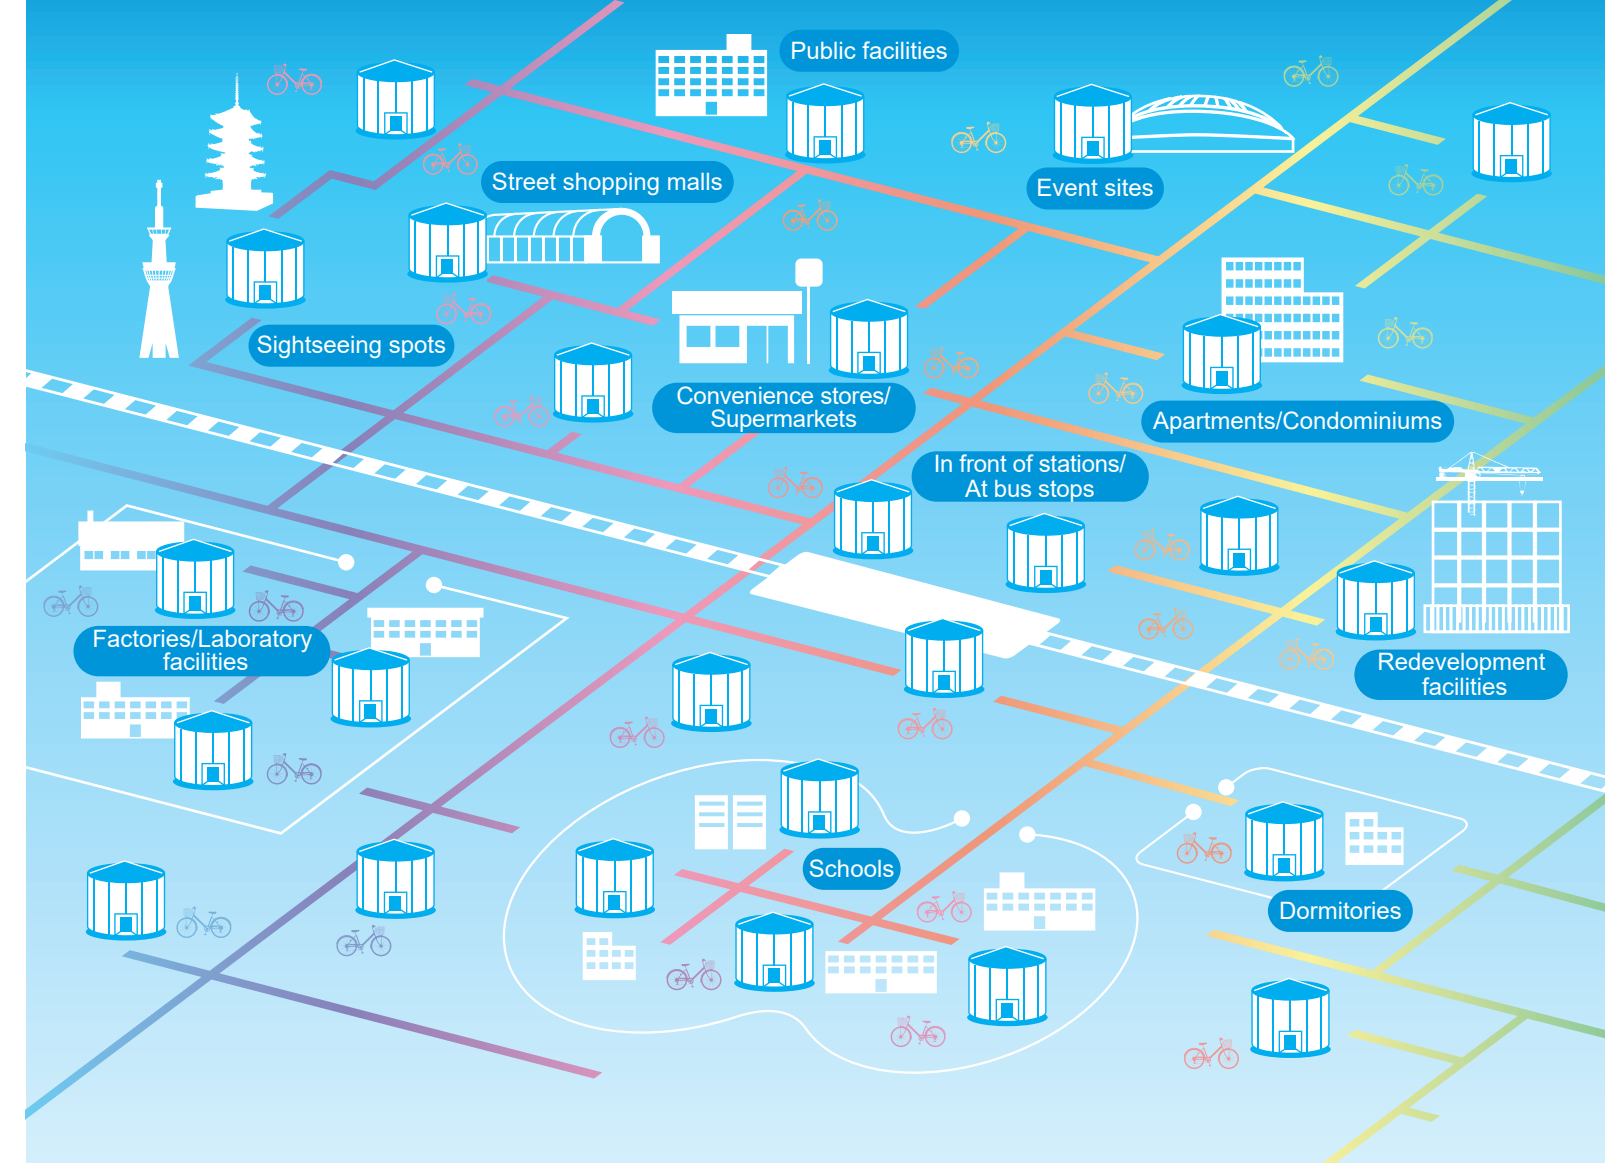 Public facilities
Street shopping malls
Event sites
Sightseeing spots
Convenience stores/
Supermarkets
Apartments/Condominiums
In front of stations/
At bus stops
Factories/Laboratory
facilities
Redevelopment
facilities
Schools
Dormitories